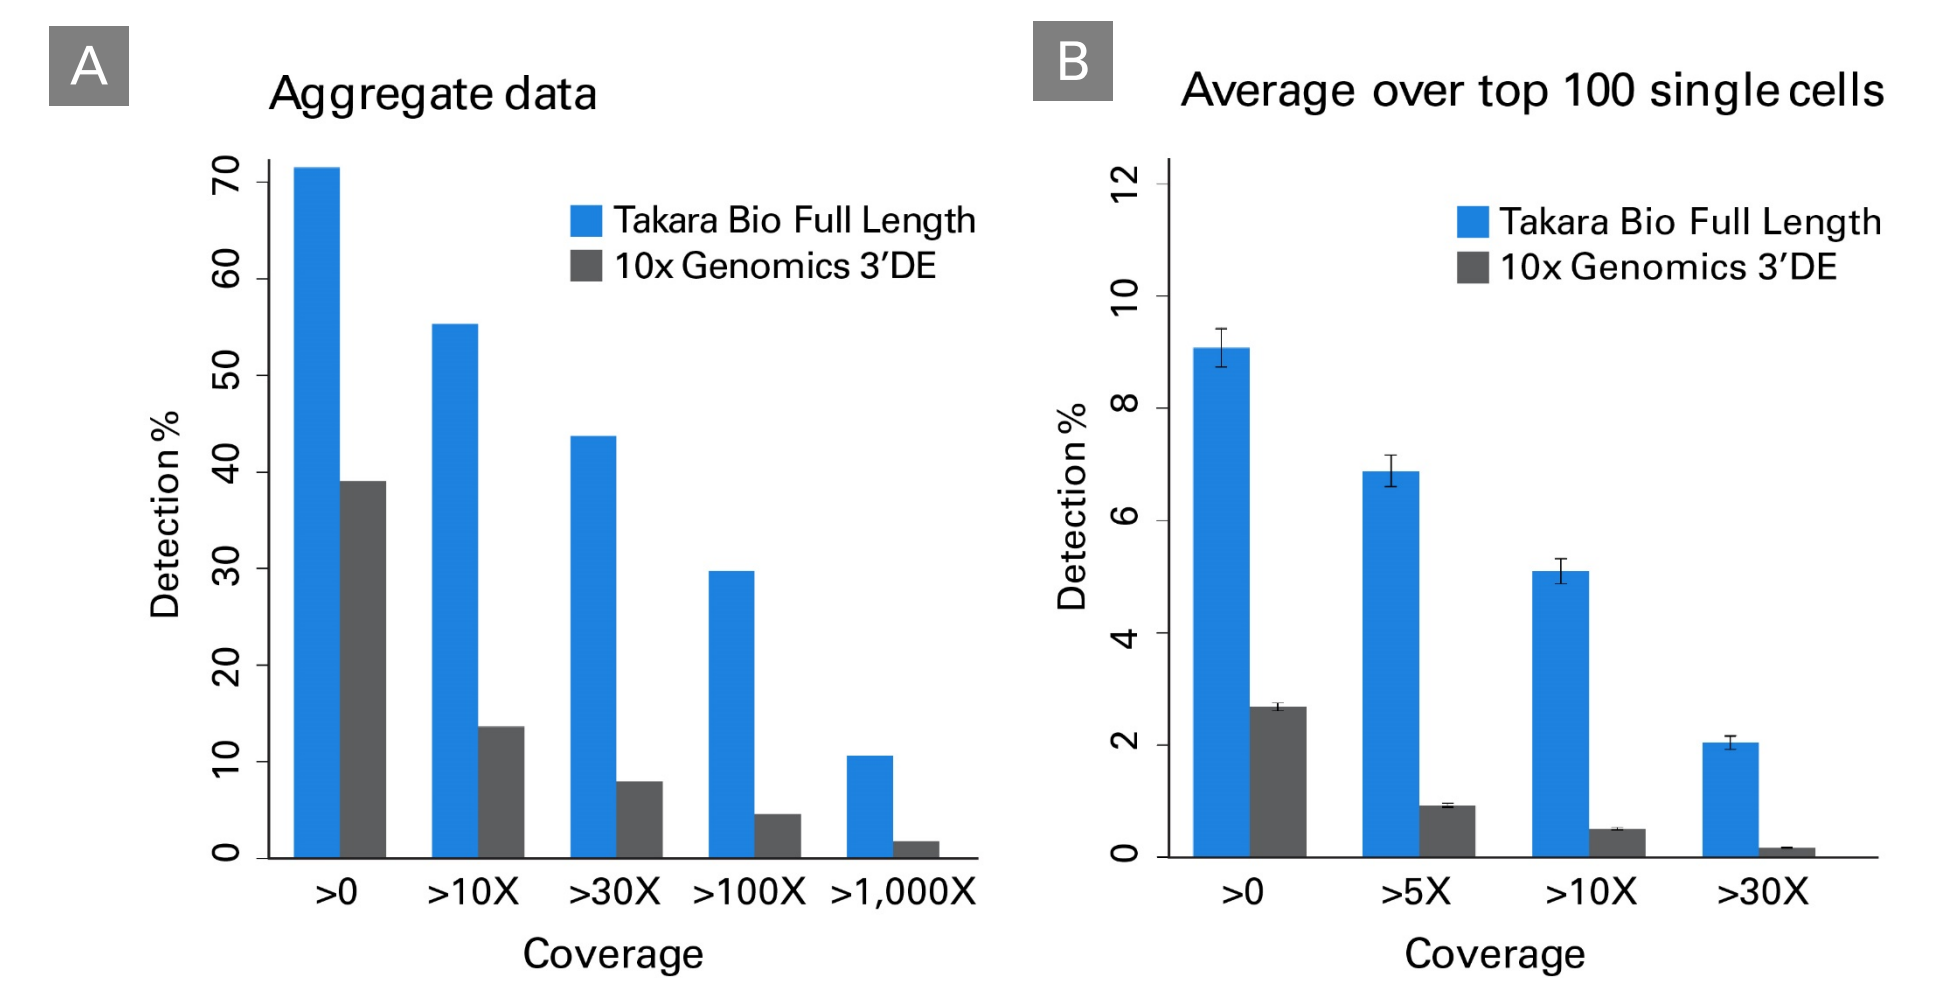 A
Aggregate data
Takara Bio Full Length
10x Genomics 3’DE
Detection %
70
60
50
40
30
20
10
0
>0 >10X >30X >100X >1,000X
Coverage
B
Average over top 100 single cells
Takara Bio Full Length
10x Genomics 3’DE
Detection %
12
10
8
6
4
2
0
>0 >5X >10X >30X
Coverage